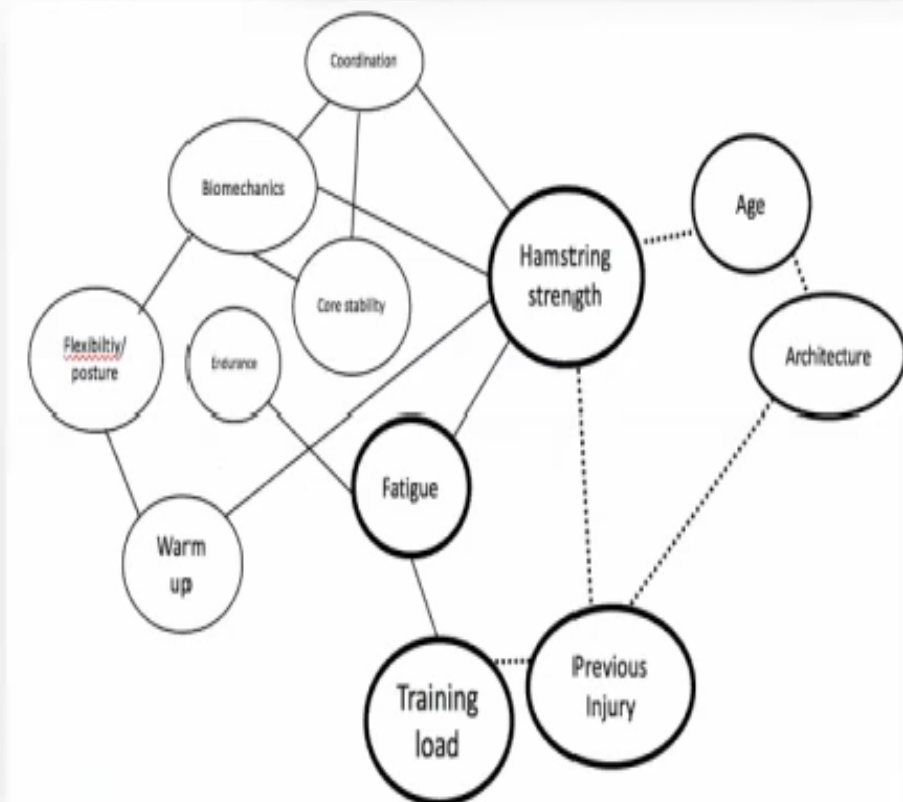 Coordination
Biomechanics
Age
Hamstring
strength
Core stability
Flexibiltiy/
posture
Endurance
Architecture
Fatigue
Warm
up
Previous
Injury
Training
load